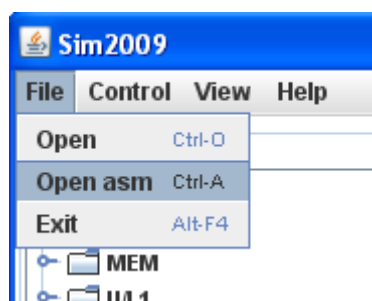 Sim2009
File Control View Help
Open Ctrl-O
Open asm Ctrl-A
Exit Alt-F4
MEM